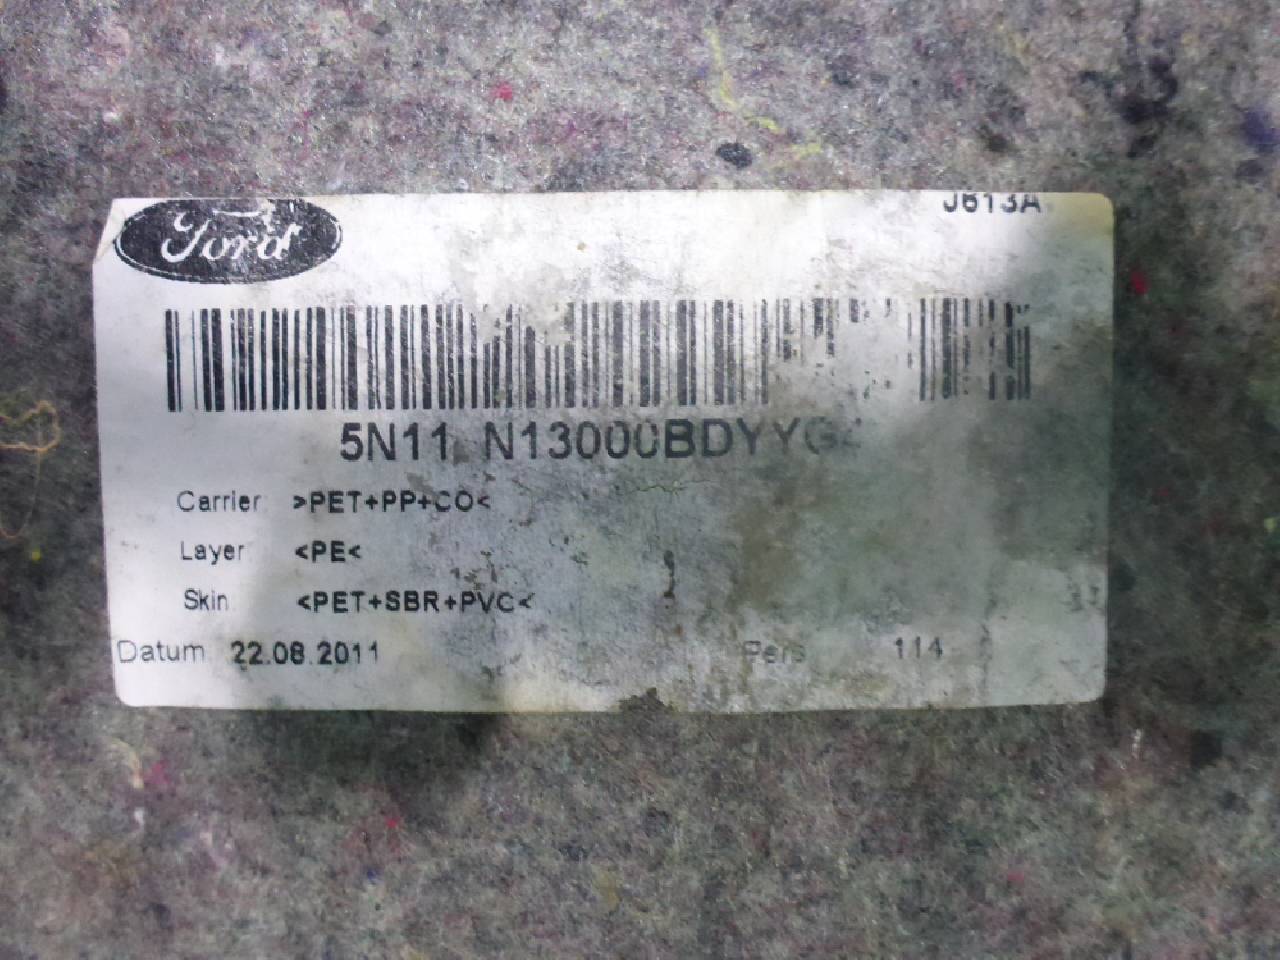 Ford
J613A
5N11 N13000BDYYG
Carrier >PET+PP+CO<
Layer <PE<
Skin <PET+SBR+PVC<
Datum 22.08.2011
Pers 114